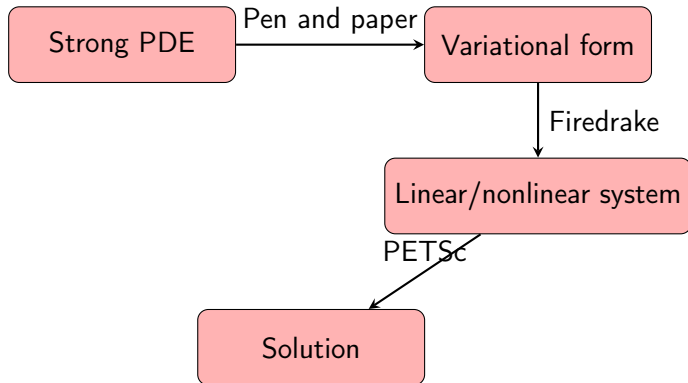 Strong PDE
Pen and paper
Variational form
Firedrake
Linear/nonlinear system
PETSc
Solution